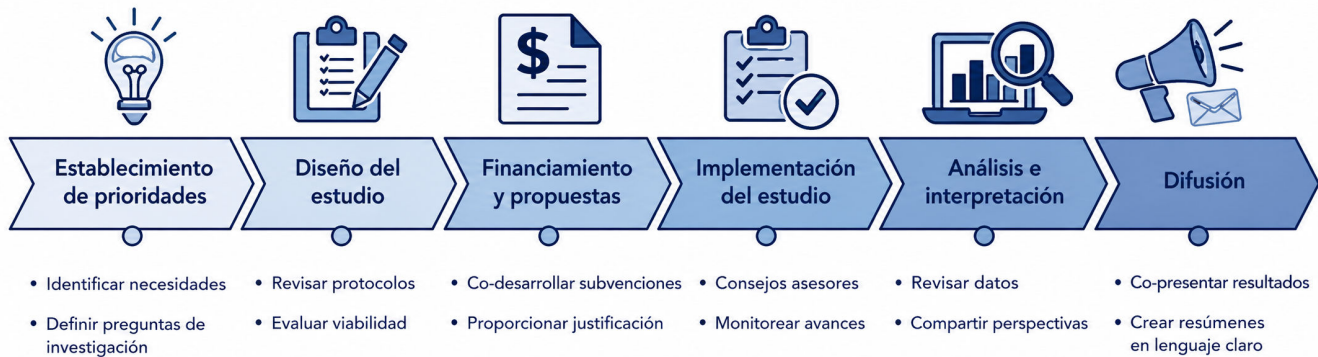 $
Establecimiento
de prioridades
Diseño del
estudio
Financiamiento
y propuestas
Implementación
del estudio
Análisis e
interpretación
Difusión
• Identificar necesidades
• Definir preguntas de
investigación
• Revisar protocolos
• Evaluar viabilidad
• Co-desarrollar subvenciones
• Proporcionar justificación
• Consejos asesores
• Monitorear avances
• Revisar datos
• Compartir perspectivas
• Co-presentar resultados
• Crear resúmenes
en lenguaje claro